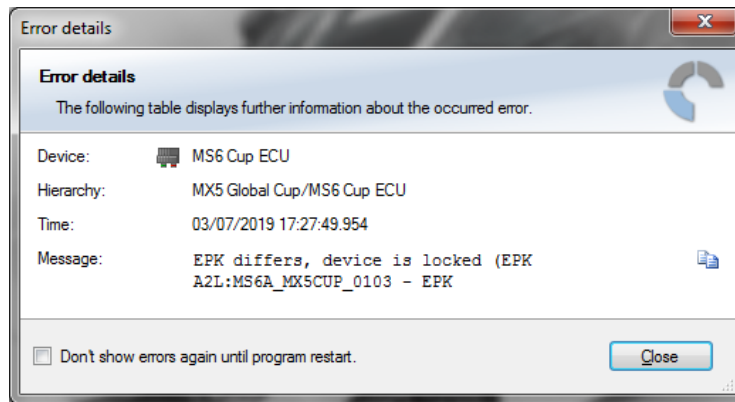 Error details
Error details
The following table displays further information about the occurred error.
Device: MS6 Cup ECU
Hierarchy: MX5 Global Cup/MS6 Cup ECU
Time: 03/07/2019 17:27:49.954
Message: EPK differs, device is locked (EPK
A2L:MS6A_MX5CUP_0103 - EPK
Don't show errors again until program restart.
Close